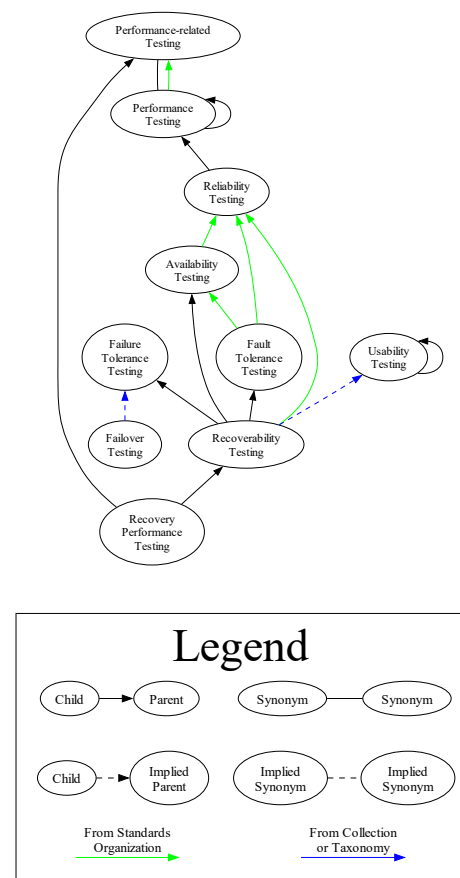 Performance-related
Testing
Performance
Testing
Reliability
Testing
Availability
Testing
Failure
Tolerance
Testing
Fault
Tolerance
Testing
Usability
Testing
Failover
Testing
Recoverability
Testing
Recovery
Performance
Testing
Legend
Child
Parent
Synonym
Synonym
Child
Implied
Parent
Implied
Synonym
Implied
Synonym
From Standards
Organization
From Collection
or Taxonomy